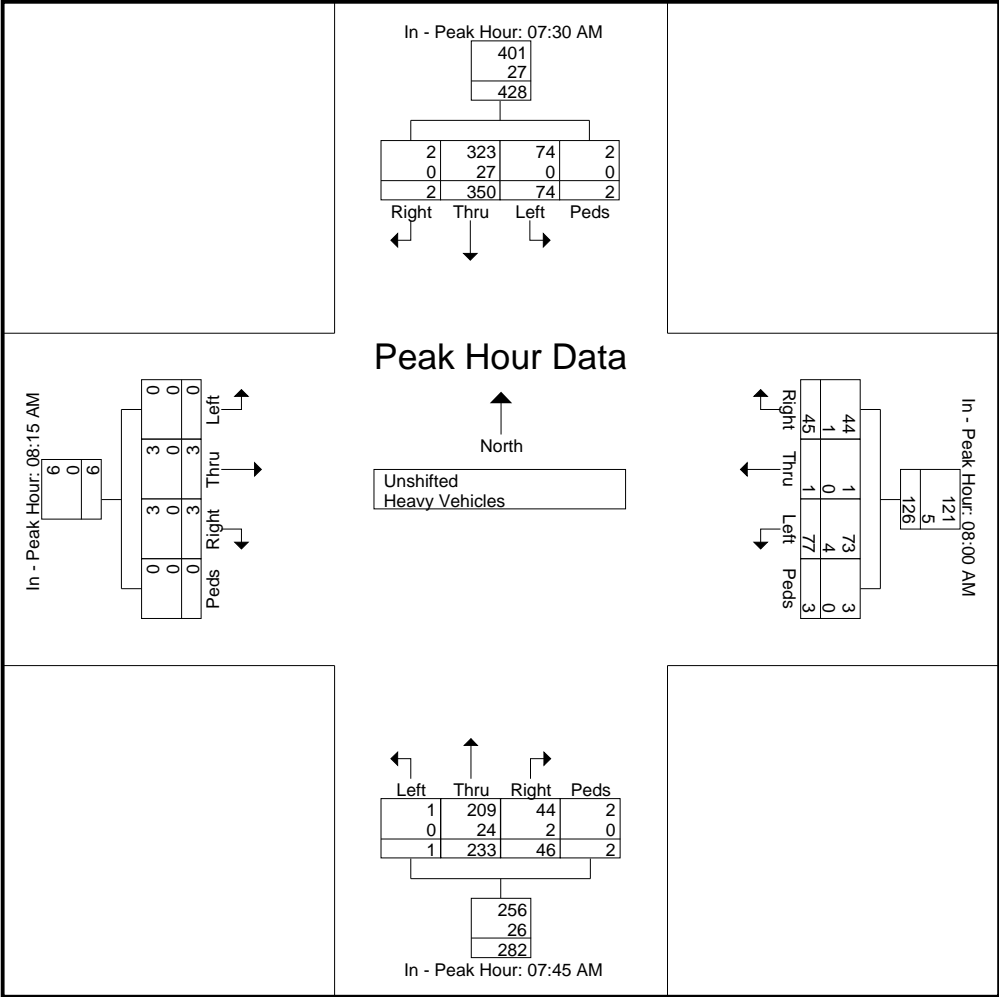 In - Peak Hour: 07:30 AM
401
27
428
2 323 74 2
0 27 0 0
2 350 74 2
Right Thru Left Peds
Peak Hour Data
North
Unshifted
Heavy Vehicles
In - Peak Hour: 08:15 AM
6
0
6
Left Thru Right Peds
0 3 3 0
0 0 0 0
0 3 3 0
In - Peak Hour: 08:00 AM
121
5
126
44 1 73 3
1 0 4 0
45 1 77 3
Right Thru Left Peds
Left Thru Right Peds
1 209 44 2
0 24 2 0
1 233 46 2
256
26
282
In - Peak Hour: 07:45 AM